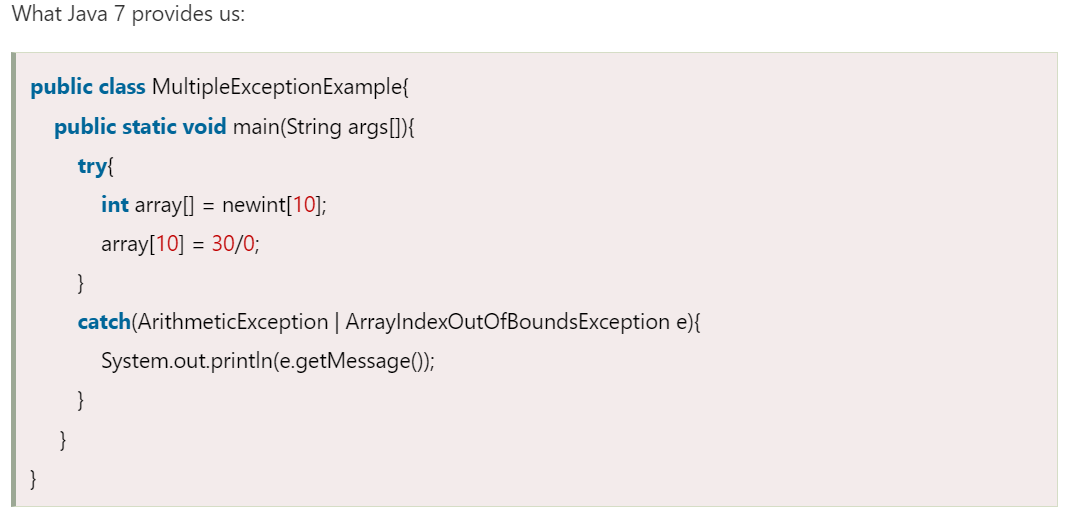 What Java 7 provides us:
public class MultipleExceptionExample{
public static void main(String args[]){
try{
int array[] = newint[10];
array[10] = 30/0;
}
catch(ArithmeticException | ArrayIndexOutOfBoundsException e){
System.out.println(e.getMessage());
}
}
}